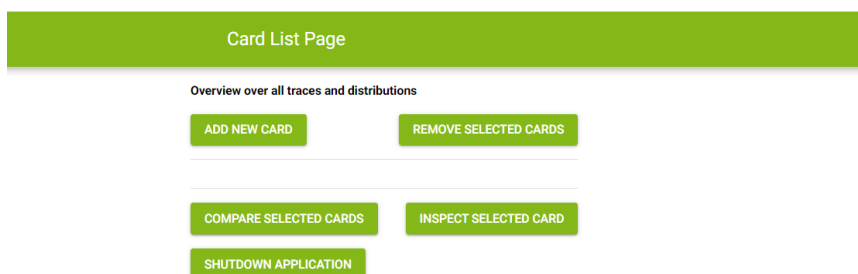 Card List Page
Overview over all traces and distributions
ADD NEW CARD
REMOVE SELECTED CARDS
COMPARE SELECTED CARDS
INSPECT SELECTED CARD
SHUTDOWN APPLICATION